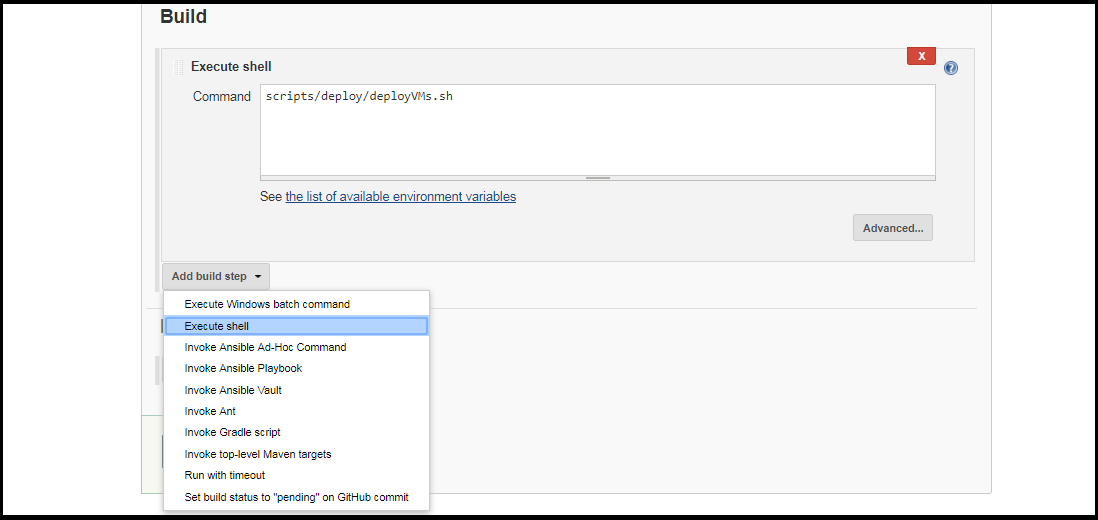 Build
Execute shell
X
Command
scripts/deploy/deployVMs.sh
See the list of available environment variables
Advanced...
Add build step
Execute Windows batch command
Execute shell
Invoke Ansible Ad-Hoc Command
Invoke Ansible Playbook
Invoke Ansible Vault
Invoke Ant
Invoke Gradle script
Invoke top-level Maven targets
Run with timeout
Set build status to "pending" on GitHub commit